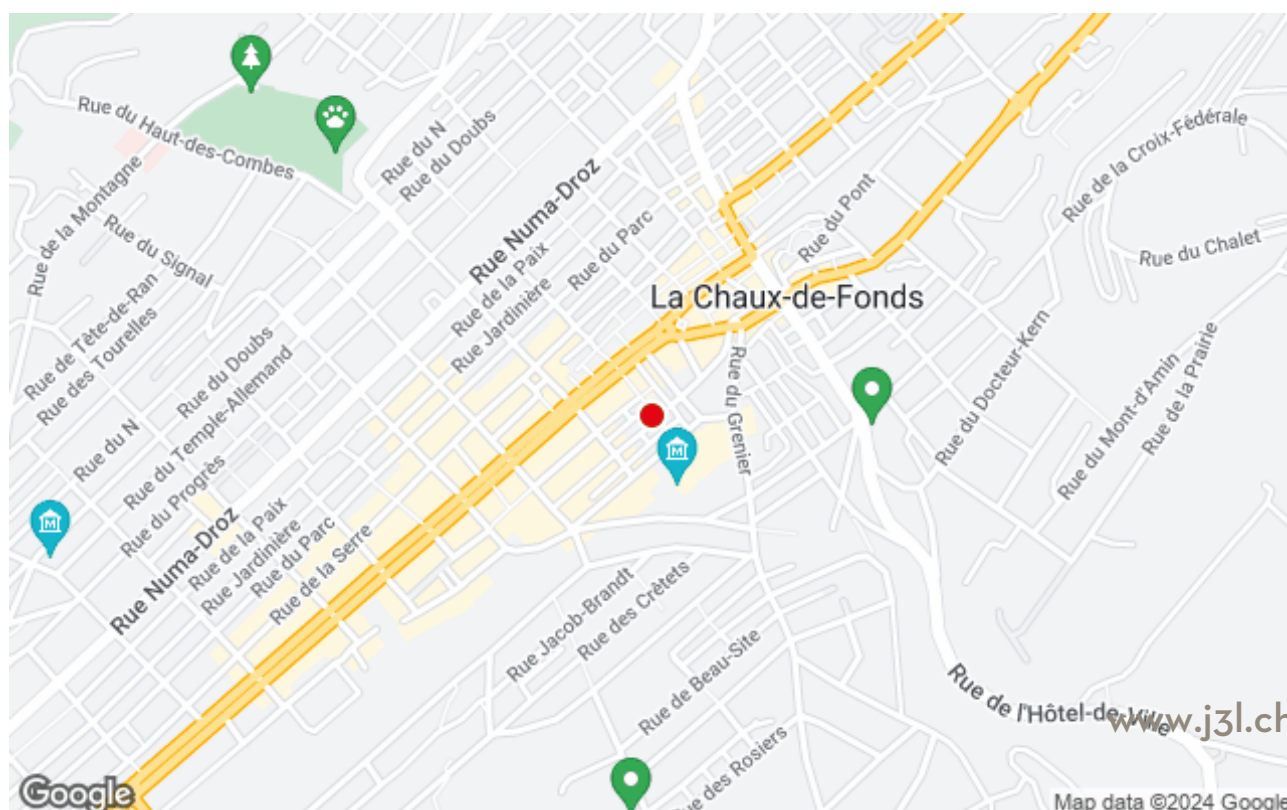 Rue du Haut-des-Combes
Rue du N
Rue du Doubs
Rue de la Croix-Fédérale
Rue de la Montagne
Rue du Signal
Rue Numa-Droz
Rue du Parc
Rue du Pont
Rue du Chalet
Rue de la Paix
Rue Jardinière
La Chaux-de-Fonds
Rue de Tête-de-Ran
Rue des Tourelles
Rue du Doubs
Rue du Temple-Allemand
Rue du Grenier
Rue du Docteur-Kern
Rue du Mont-d'Amin
Rue de la Prairie
Rue du N
Rue du Progrès
Rue Numa-Droz
Rue de la Paix
Rue Jardinière
Rue du Parc
Rue de la Serre
M
M
Rue Jacob-Brandt
Rue des Crètets
Rue de Beau-Site
Rue des Rosiers
Rue de l'Hôtel-de-Ville
www.j3l.ch
Google
Map data ©2024 Google